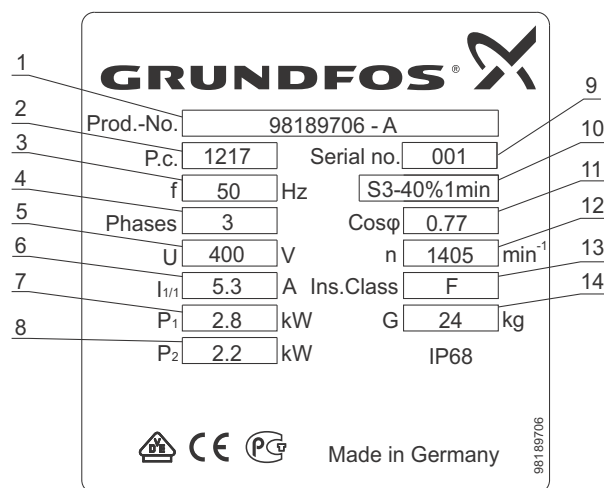 GRUNDFOS®
1
Prod.-No. 98189706 - A
2
P.c. 1217 Serial no. 001 9
3
f 50 Hz S3-40%1min 10
4
Phases 3 Cosφ 0.77 11
5
U 400 V n 1405 min-1 12
6
I1/1 5.3 A Ins.Class F 13
7
P1 2.8 kW G 24 kg 14
8
P2 2.2 kW IP68
VDE CE PG Made in Germany
98189706